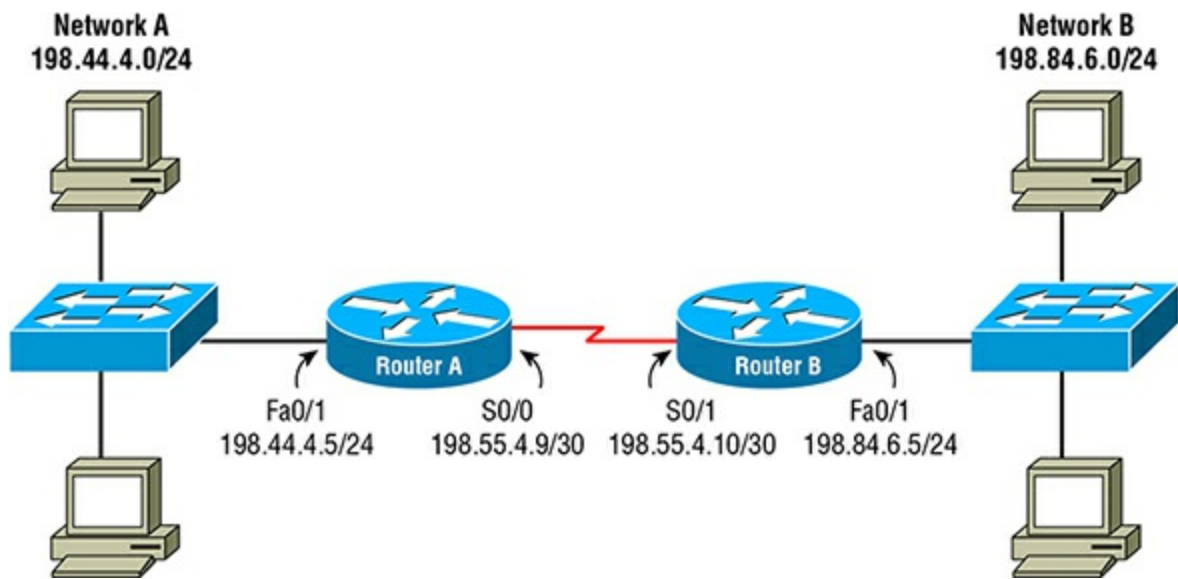 Network A
198.44.4.0/24
Network B
198.84.6.0/24
Router A
Router B
Fa0/1
198.44.4.5/24
S0/0
198.55.4.9/30
S0/1
198.55.4.10/30
Fa0/1
198.84.6.5/24